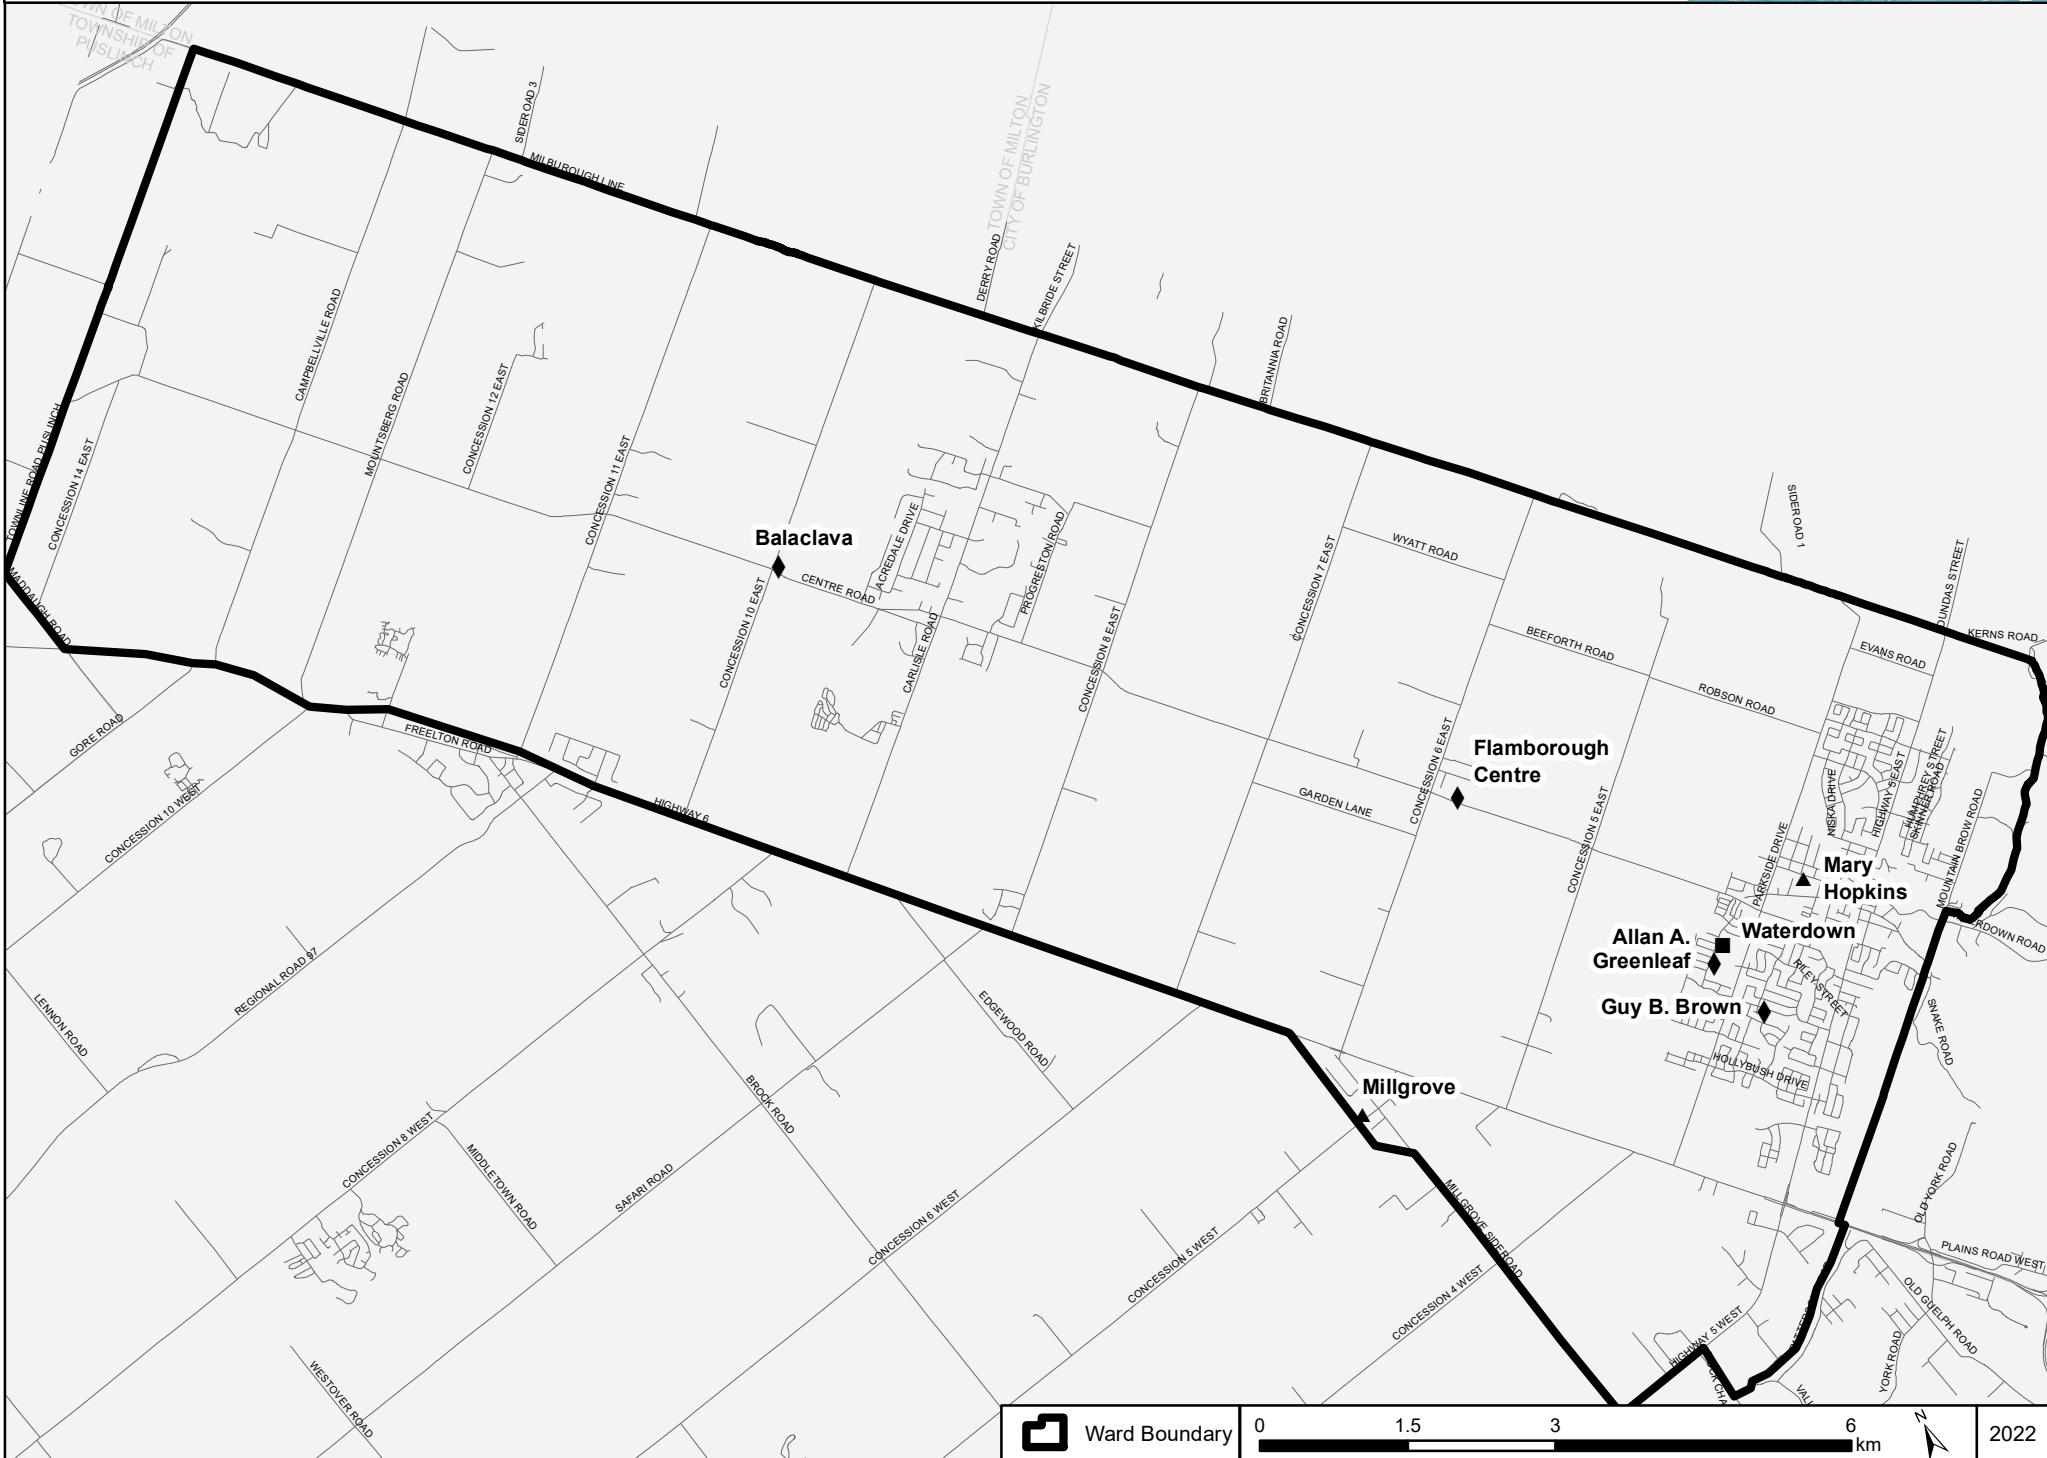 TOWNSHIP OF
PUSLINCH
TOWN OF MILTON
CITY OF BURLINGTON
SIDEROAD 3
MILBUROUGH LINE
DERRY ROAD
KILBRIDE STREET
BRITANNIA ROAD
SIDEROAD 1
DUNDAS STREET
KERNS ROAD
EVANS ROAD
CAMPBELLVILLE ROAD
MOUNTSBERG ROAD
CONCESSION 12 EAST
CONCESSION 11 EAST
TOWNLINE ROAD PUSLINCH
CONCESSION 14 EAST
MADDAUGH ROAD
GORE ROAD
Balaclava
CONCESSION 10 EAST
CENTRE ROAD
ACREDALE DRIVE
CARLISLE ROAD
PROGRESTON ROAD
CONCESSION 8 EAST
CONCESSION 7 EAST
WYATT ROAD
BEEFORTH ROAD
ROBSON ROAD
CONCESSION 6 EAST
Flamborough
Centre
GARDEN LANE
CONCESSION 5 EAST
NISKA DRIVE
HIGHWAY 5 EAST
HUMPHREY STREET
SKINNER ROAD
MOUNTAIN BROW ROAD
PARKSIDE DRIVE
Mary
Hopkins
Waterdown
Allan A.
Greenleaf
Guy B. Brown
RILEY STREET
HOLLYBUSH DRIVE
SNAKE ROAD
OLD YORK ROAD
PLAINS ROAD WEST
OLD GUELPH ROAD
YORK ROAD
FREELTON ROAD
HIGHWAY 6
CONCESSION 10 WEST
REGIONAL ROAD 97
LENNON ROAD
EDGEWOOD ROAD
BROCK ROAD
Millgrove
MILLGROVE SIDEROAD
CONCESSION 8 WEST
MIDDLETOWN ROAD
SAFARI ROAD
CONCESSION 6 WEST
CONCESSION 5 WEST
CONCESSION 4 WEST
HIGHWAY 5 WEST
WESTOVER ROAD
Ward Boundary
0 1.5 3 6
km
N
2022